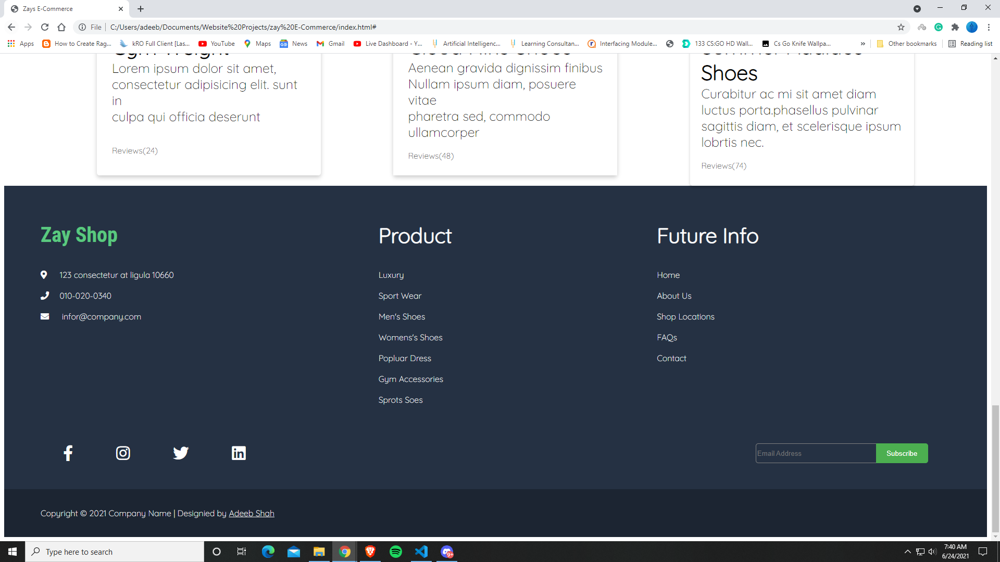 Zays E-Commerce
File
C:/Users/adeeb/Documents/Website%20Projects/zay%20E-Commerce/index.html#
Apps
How to Create Rag...
kRO Full Client [Las...
YouTube
Maps
News
Gmail
Live Dashboard - Y...
Artificial Intelligenc...
Learning Consultan...
Interfacing Module...
133 CS:GO HD Wall...
Cs Go Knife Wallpa...
»
Other bookmarks
Reading list
Gym Weight
Lorem ipsum dolor sit amet,
consectetur adipisicing elit. sunt
in
culpa qui officia deserunt
Reviews(24)
Cloud Nike Shoes
Aenean gravida dignissim finibus
Nullam ipsum diam, posuere
vitae
pharetra sed, commodo
ullamcorper
Reviews(48)
Shoes
Curabitur ac mi sit amet diam
luctus porta.phasellus pulvinar
sagittis diam, et scelerisque ipsum
lobrtis nec.
Reviews(74)
Zay Shop
123 consectetur at ligula 10660
010-020-0340
infor@company.com
Product
Luxury
Sport Wear
Men's Shoes
Womens's Shoes
Popluar Dress
Gym Accessories
Sprots Soes
Future Info
Home
About Us
Shop Locations
FAQs
Contact
Email Address
Subscribe
Copyright © 2021 Company Name | Designied by Adeeb Shah
Type here to search
9+
7:40 AM
6/24/2021